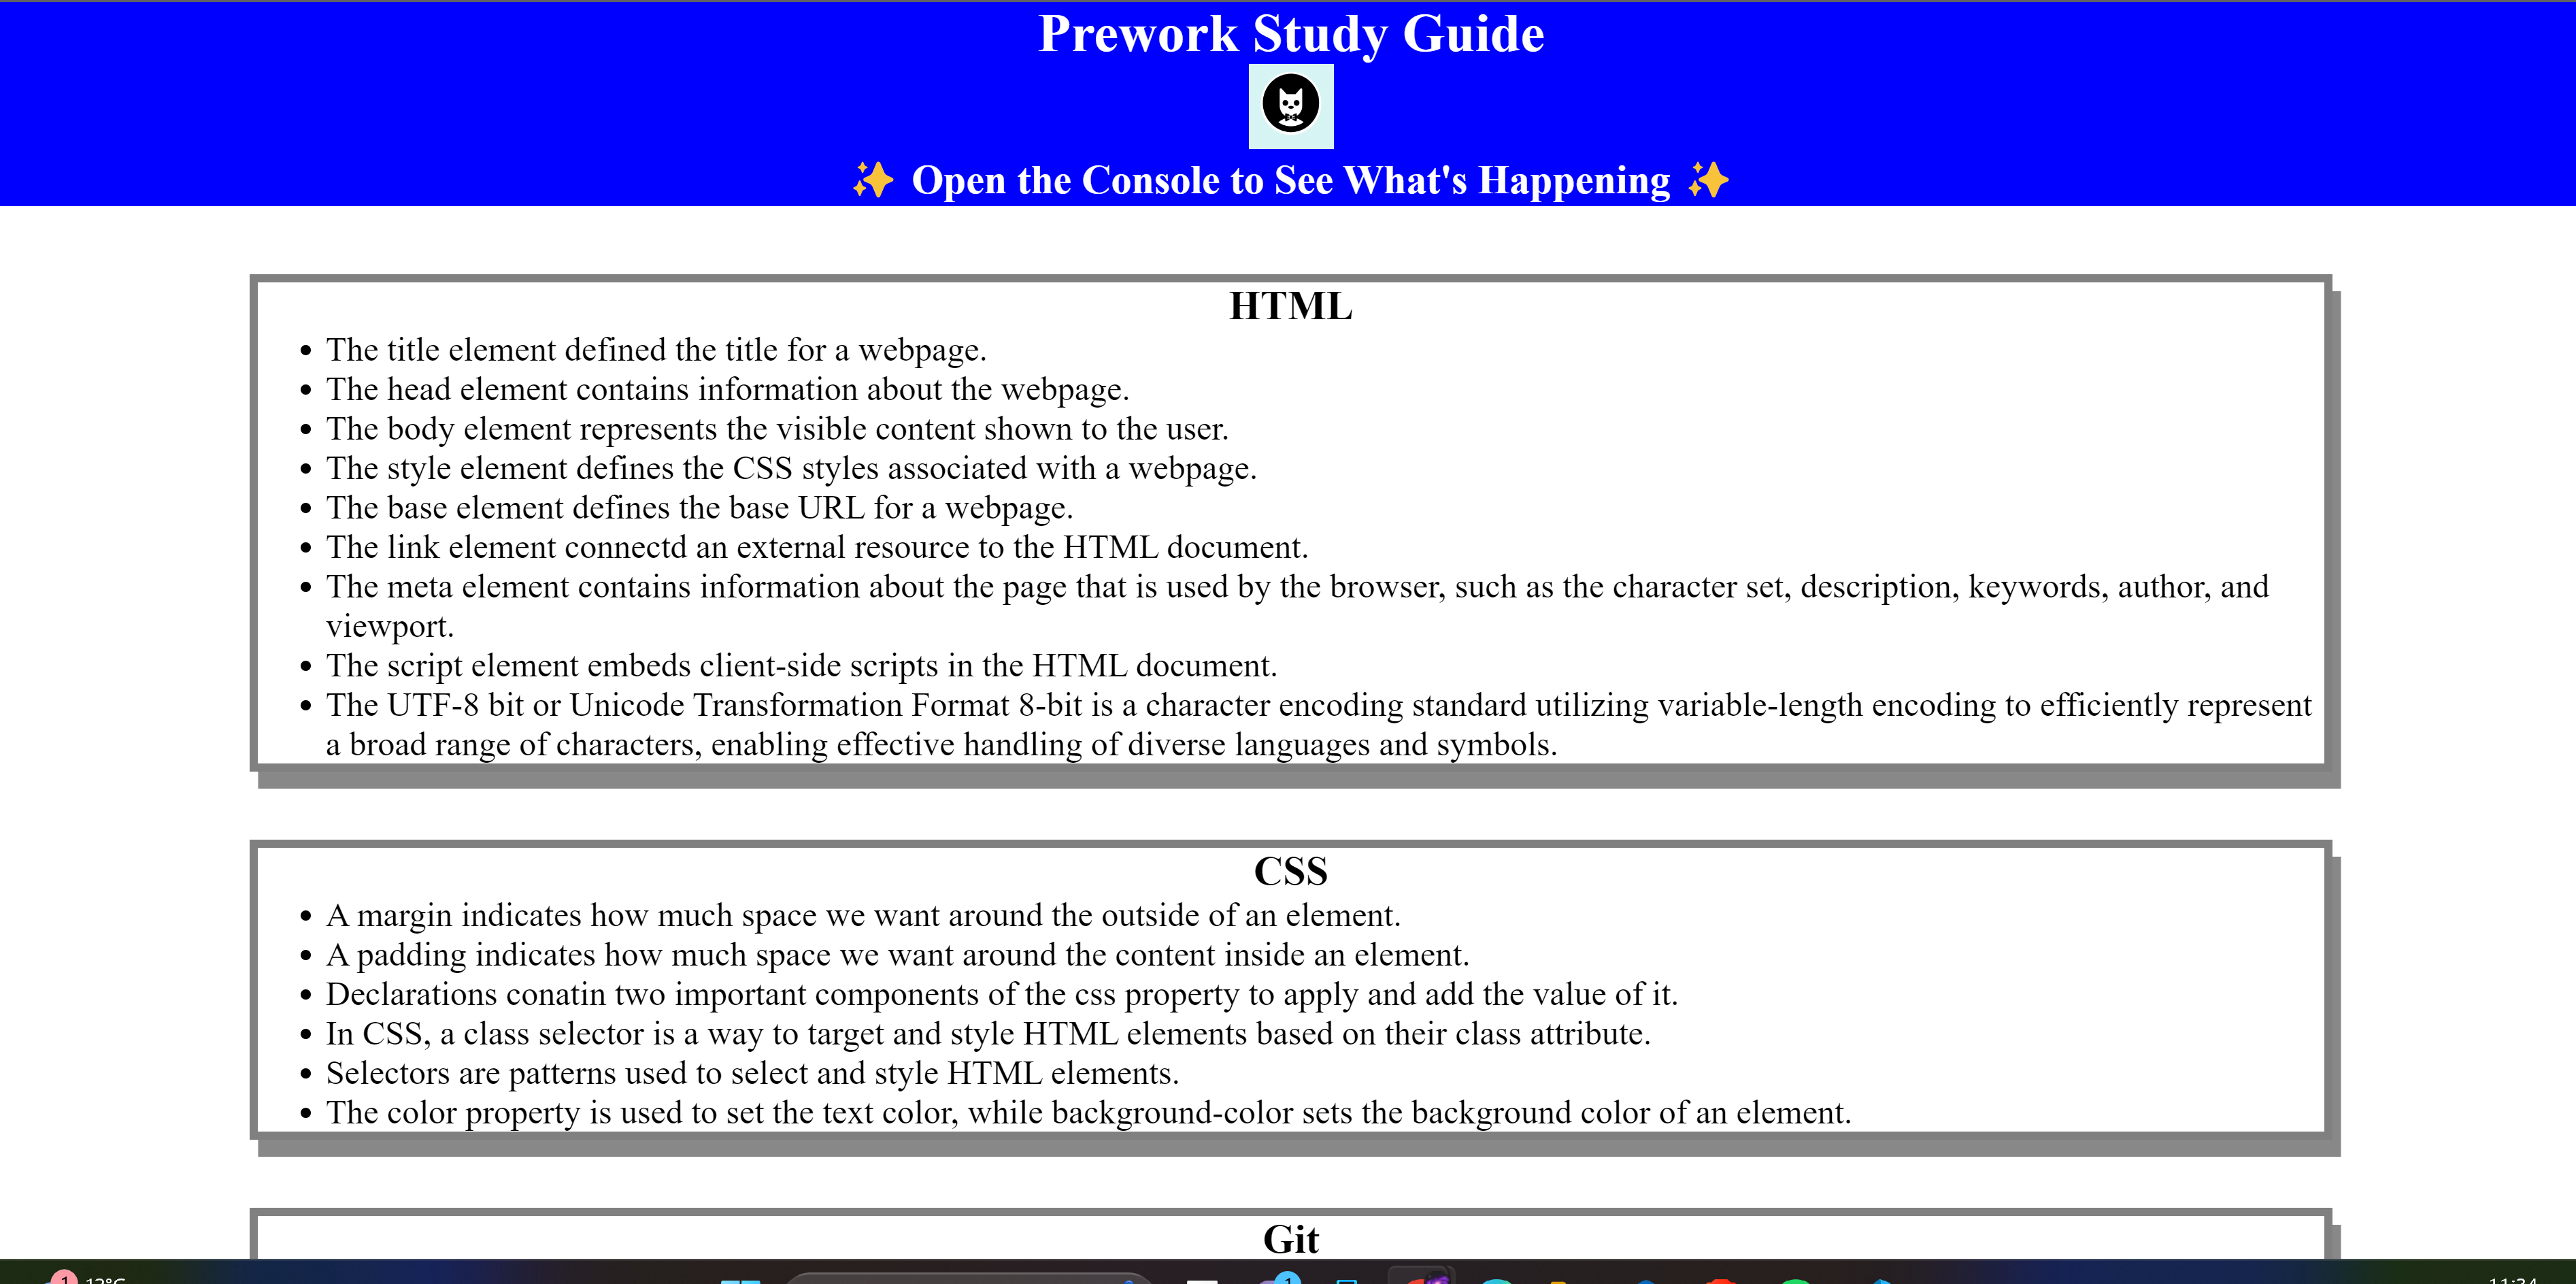 Prework Study Guide
✨ Open the Console to See What's Happening ✨
HTML
• The title element defined the title for a webpage.
• The head element contains information about the webpage.
• The body element represents the visible content shown to the user.
• The style element defines the CSS styles associated with a webpage.
• The base element defines the base URL for a webpage.
• The link element connectd an external resource to the HTML document.
• The meta element contains information about the page that is used by the browser, such as the character set, description, keywords, author, and
viewport.
• The script element embeds client-side scripts in the HTML document.
• The UTF-8 bit or Unicode Transformation Format 8-bit is a character encoding standard utilizing variable-length encoding to efficiently represent
a broad range of characters, enabling effective handling of diverse languages and symbols.
CSS
• A margin indicates how much space we want around the outside of an element.
• A padding indicates how much space we want around the content inside an element.
• Declarations conatin two important components of the css property to apply and add the value of it.
• In CSS, a class selector is a way to target and style HTML elements based on their class attribute.
• Selectors are patterns used to select and style HTML elements.
• The color property is used to set the text color, while background-color sets the background color of an element.
Git
1
1